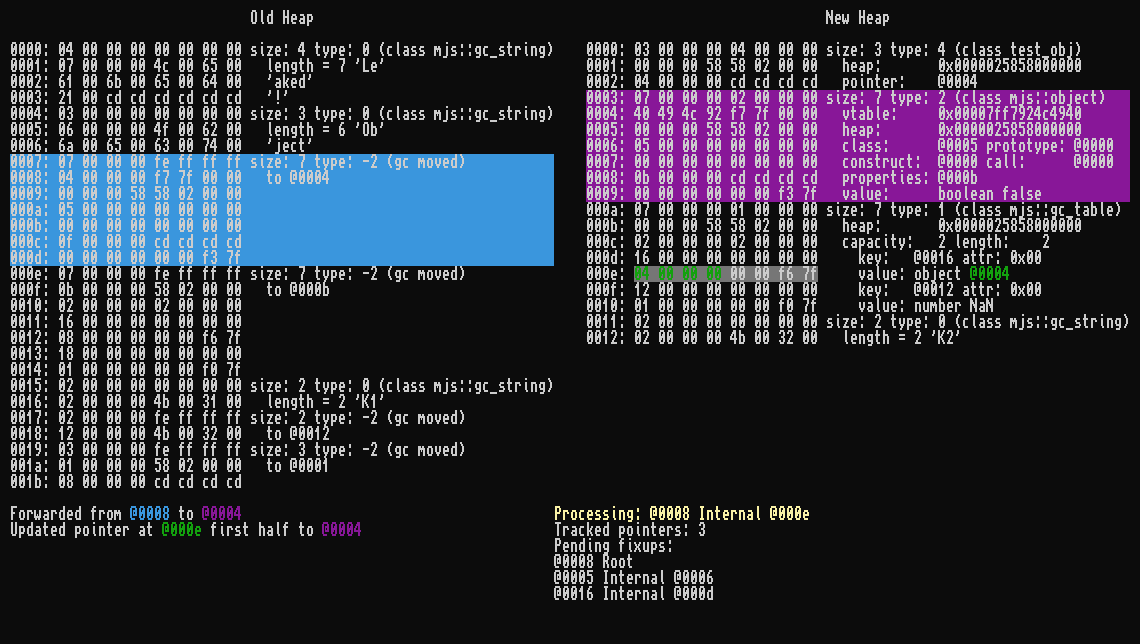 Old Heap
0000: 04 00 00 00 00 00 00 00 size: 4 type: 0 (class mjs::gc_string)
0001: 07 00 00 00 4c 00 65 00   length = 7 'Le'
0002: 61 00 6b 00 65 00 64 00   'aked'
0003: 21 00 cd cd cd cd cd cd   '!'
0004: 03 00 00 00 00 00 00 00 size: 3 type: 0 (class mjs::gc_string)
0005: 06 00 00 00 4f 00 62 00   length = 6 'Ob'
0006: 6a 00 65 00 63 00 74 00   'ject'
0007: 07 00 00 00 fe ff ff ff size: 7 type: -2 (gc moved)
0008: 04 00 00 00 f7 7f 00 00   to @0004
0009: 00 00 00 58 58 02 00 00
000a: 05 00 00 00 00 00 00 00
000b: 00 00 00 00 00 00 00 00
000c: 0f 00 00 00 cd cd cd cd
000d: 00 00 00 00 00 00 f3 7f
000e: 07 00 00 00 fe ff ff ff size: 7 type: -2 (gc moved)
000f: 0b 00 00 00 58 02 00 00   to @000b
0010: 02 00 00 00 02 00 00 00
0011: 16 00 00 00 00 00 00 00
0012: 08 00 00 00 00 00 f6 7f
0013: 18 00 00 00 00 00 00 00
0014: 01 00 00 00 00 00 f0 7f
0015: 02 00 00 00 00 00 00 00 size: 2 type: 0 (class mjs::gc_string)
0016: 02 00 00 00 4b 00 31 00   length = 2 'K1'
0017: 02 00 00 00 fe ff ff ff size: 2 type: -2 (gc moved)
0018: 12 00 00 00 4b 00 32 00   to @0012
0019: 03 00 00 00 fe ff ff ff size: 3 type: -2 (gc moved)
001a: 01 00 00 00 58 02 00 00   to @0001
001b: 08 00 00 00 cd cd cd cd
New Heap
0000: 03 00 00 00 04 00 00 00 size: 3 type: 4 (class test_obj)
0001: 00 00 00 58 58 02 00 00   heap:       0x0000025858000000
0002: 04 00 00 00 cd cd cd cd   pointer:    @0004
0003: 07 00 00 00 02 00 00 00 size: 7 type: 2 (class mjs::object)
0004: 40 49 4c 92 f7 7f 00 00   vtable:     0x00007ff7924c4940
0005: 00 00 00 58 58 02 00 00   heap:       0x0000025858000000
0006: 05 00 00 00 00 00 00 00   class:      @0005 prototype: @0000
0007: 00 00 00 00 00 00 00 00   construct:  @0000 call:      @0000
0008: 0b 00 00 00 cd cd cd cd   properties: @000b
0009: 00 00 00 00 00 00 f3 7f   value:      boolean false
000a: 07 00 00 00 01 00 00 00 size: 7 type: 1 (class mjs::gc_table)
000b: 00 00 00 58 58 02 00 00   heap:       0x0000025858000000
000c: 02 00 00 00 02 00 00 00   capacity:   2 length:    2
000d: 16 00 00 00 00 00 00 00     key:   @0016 attr: 0x00
000e: 04 00 00 00 00 00 f6 7f     value: object @0004
000f: 12 00 00 00 00 00 00 00     key:   @0012 attr: 0x00
0010: 01 00 00 00 00 00 f0 7f     value: number NaN
0011: 02 00 00 00 00 00 00 00 size: 2 type: 0 (class mjs::gc_string)
0012: 02 00 00 00 4b 00 32 00   length = 2 'K2'
Forwarded from @0008 to @0004
Updated pointer at @000e first half to @0004
Processing: @0008 Internal @000e
Tracked pointers: 3
Pending fixups:
@0008 Root
@0005 Internal @0006
@0016 Internal @000d